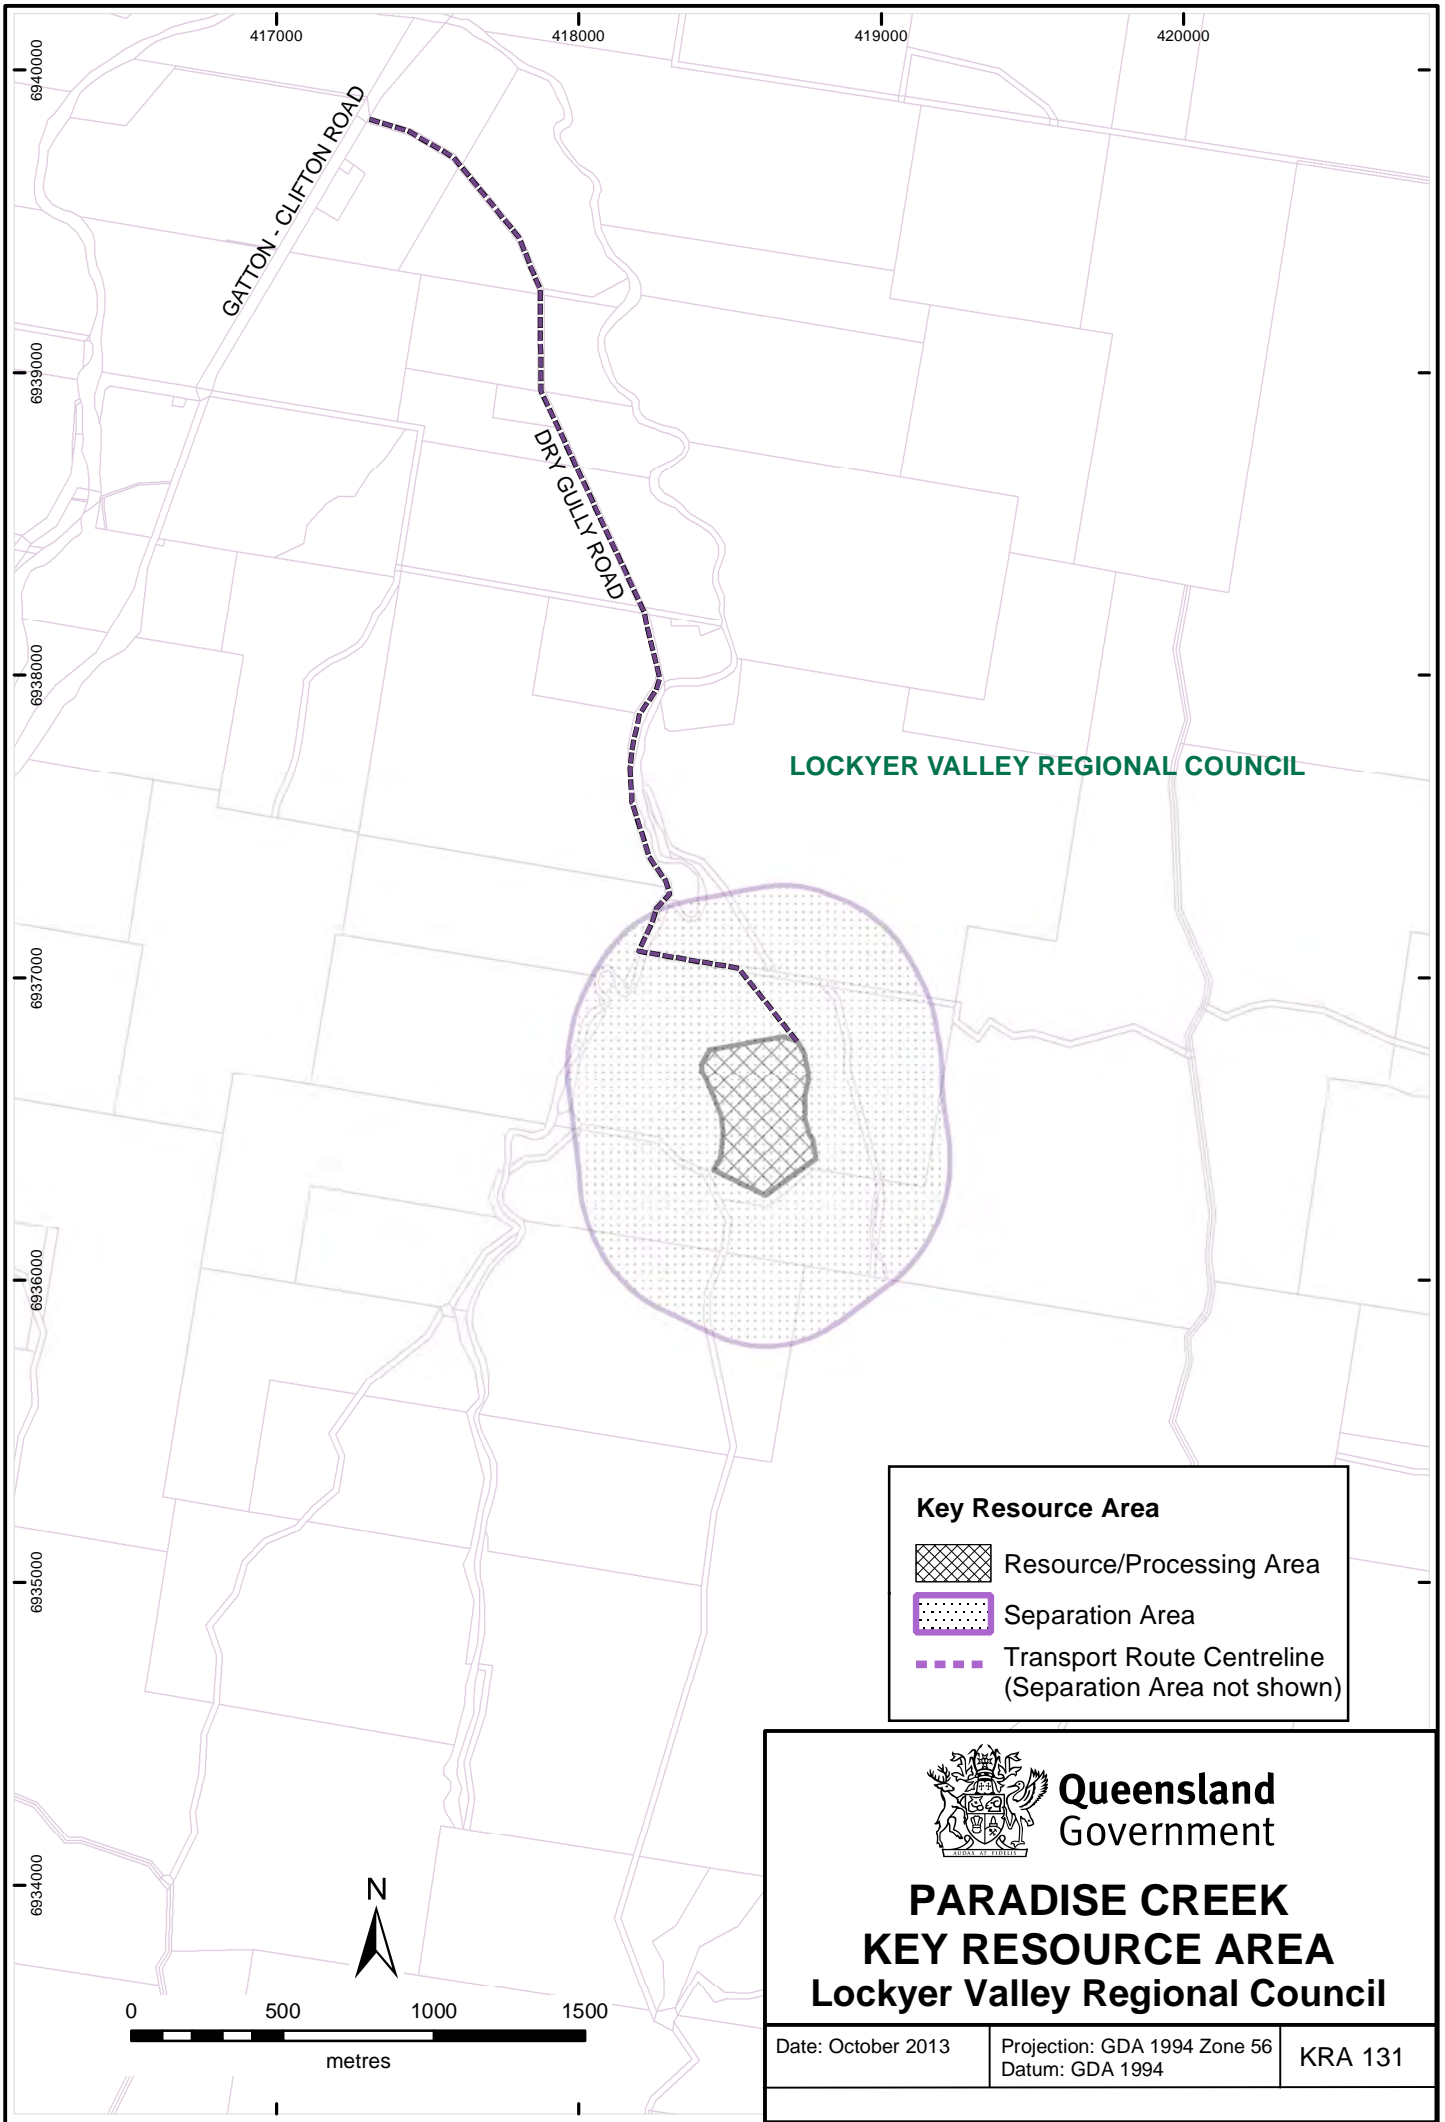 417000
418000
419000
420000
6940000
6939000
6938000
6937000
6936000
6935000
6934000
GATTON - CLIFTON ROAD
DRY GULLY ROAD
LOCKYER VALLEY REGIONAL COUNCIL
Key Resource Area
Resource/Processing Area
Separation Area
Transport Route Centreline
(Separation Area not shown)
N
0 500 1000 1500
metres
AUDAX AT FIDELIS
Queensland
Government
PARADISE CREEK
KEY RESOURCE AREA
Lockyer Valley Regional Council
Date: October 2013
Projection: GDA 1994 Zone 56
Datum: GDA 1994
KRA 131